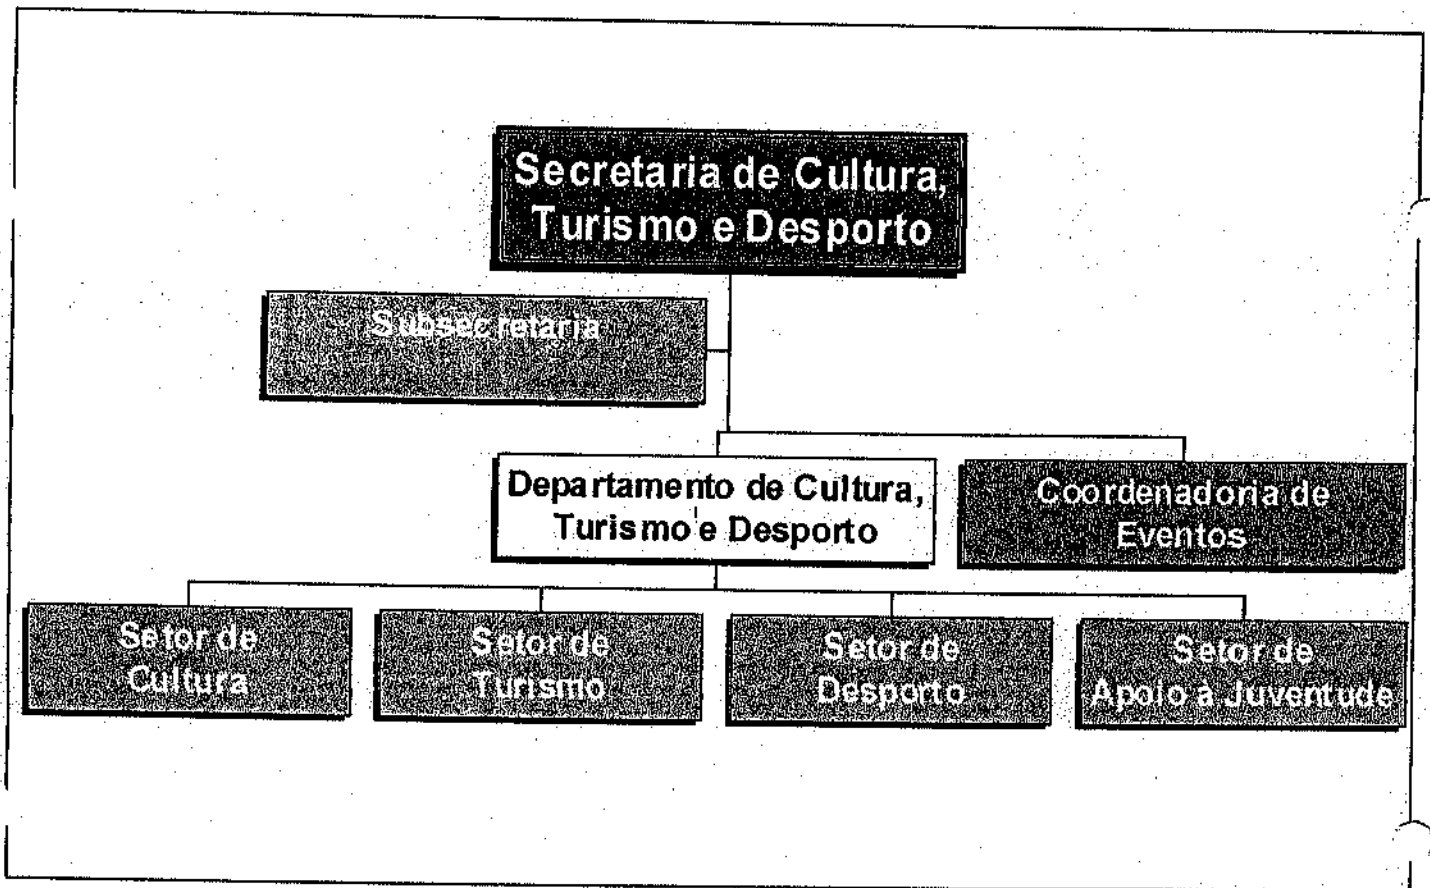 Secretaria de Cultura,
Turismo e Desporto
Subsecretaria
Departamento de Cultura,
Turismo e Desporto
Coordenadoria de
Eventos
Setor de
Cultura
Setor de
Turismo
Setor de
Desporto
Setor de
Apoio à Juventude